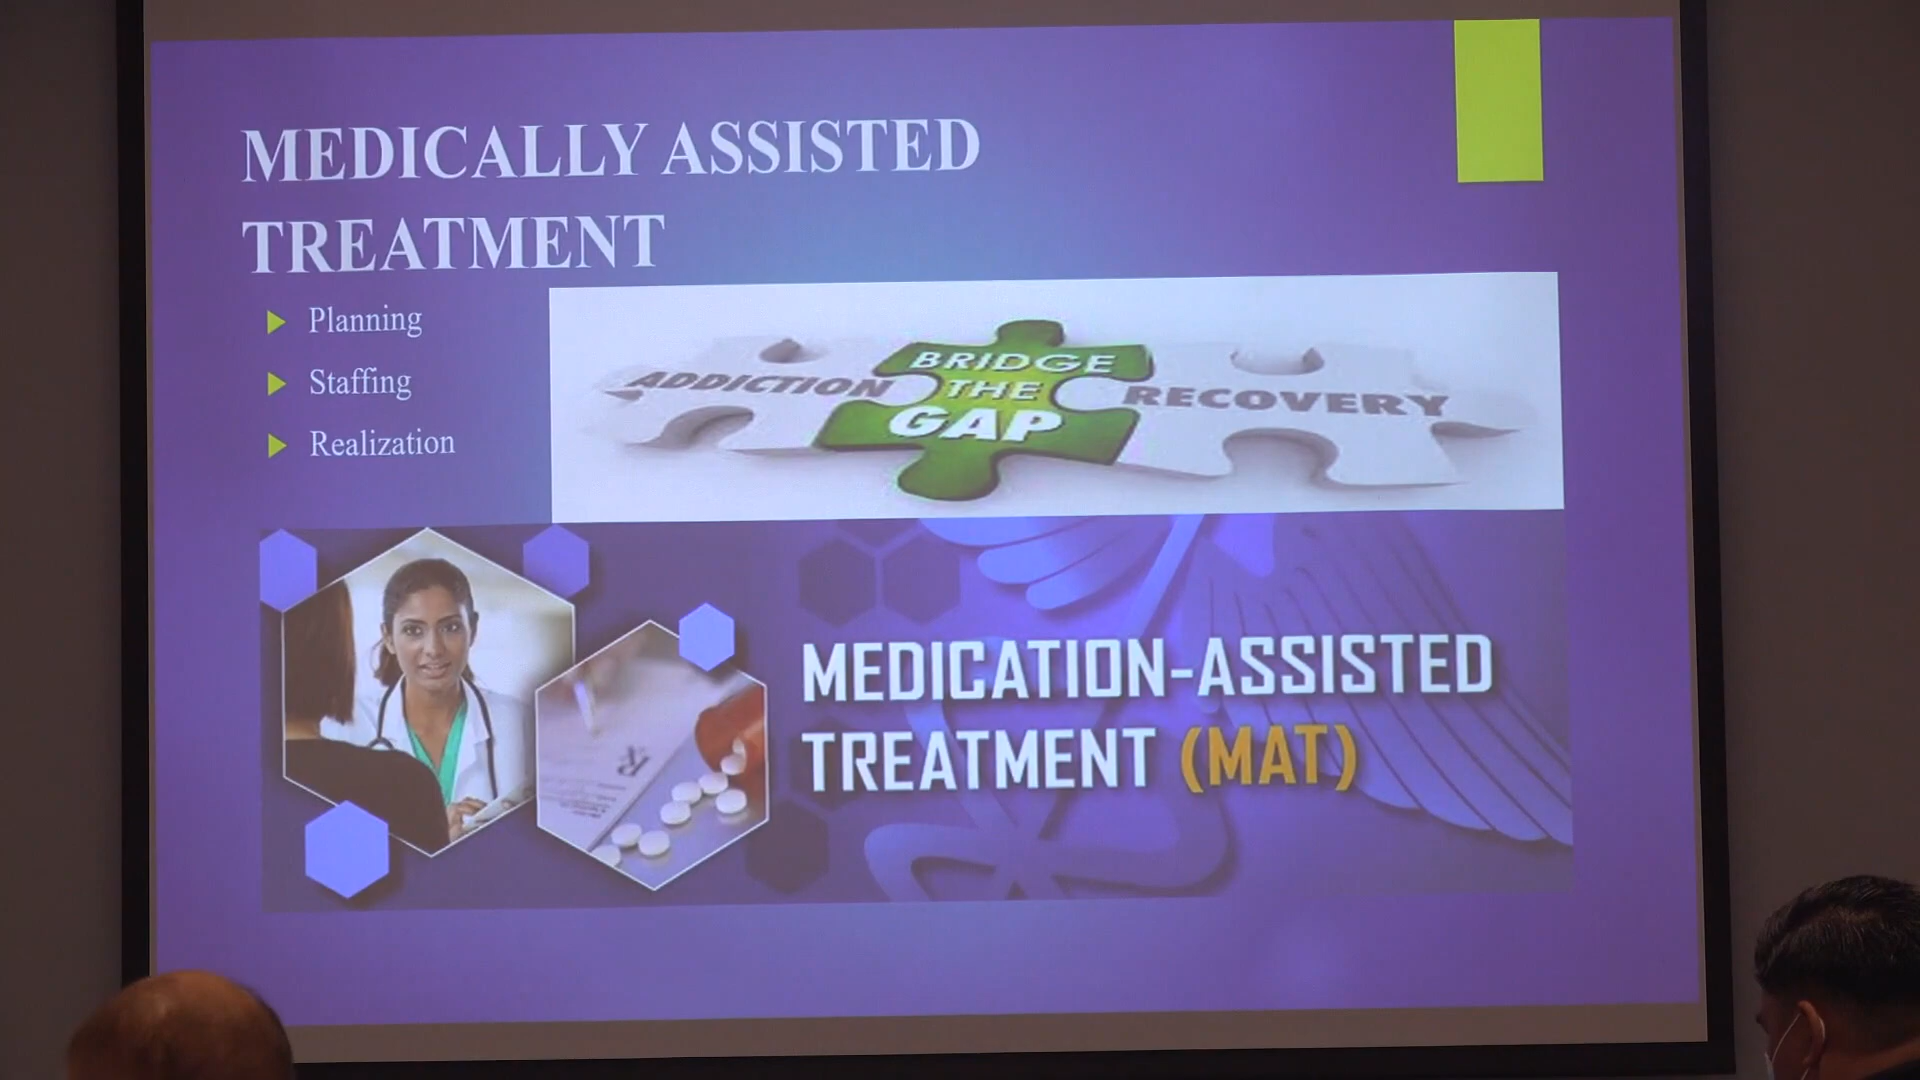 MEDICALLY ASSISTED
TREATMENT
Planning
Staffing
Realization
ADDICTION
BRIDGE
THE
GAP
RECOVERY
MEDICATION-ASSISTED
TREATMENT (MAT)